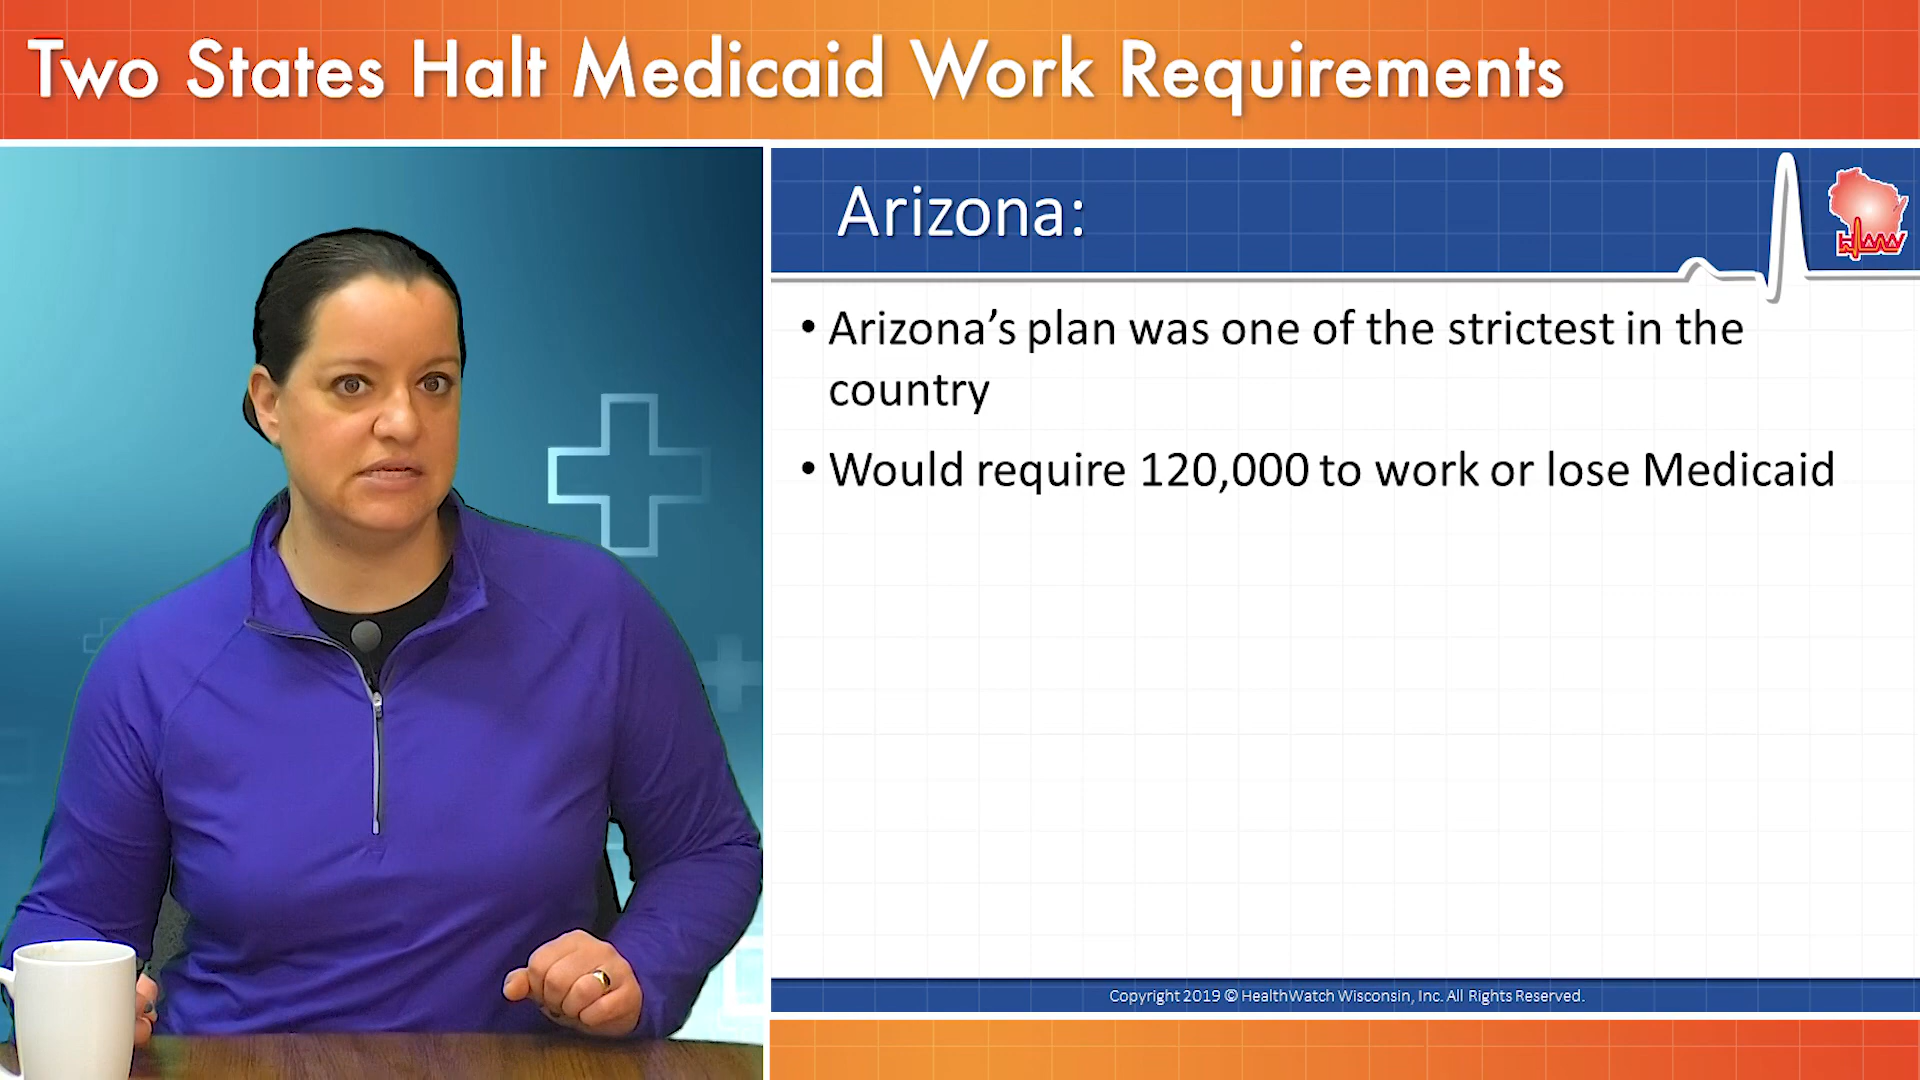 Two States Halt Medicaid Work Requirements
Arizona:
HWW
• Arizona’s plan was one of the strictest in the
country
• Would require 120,000 to work or lose Medicaid
Copyright 2019 © HealthWatch Wisconsin, Inc. All Rights Reserved.